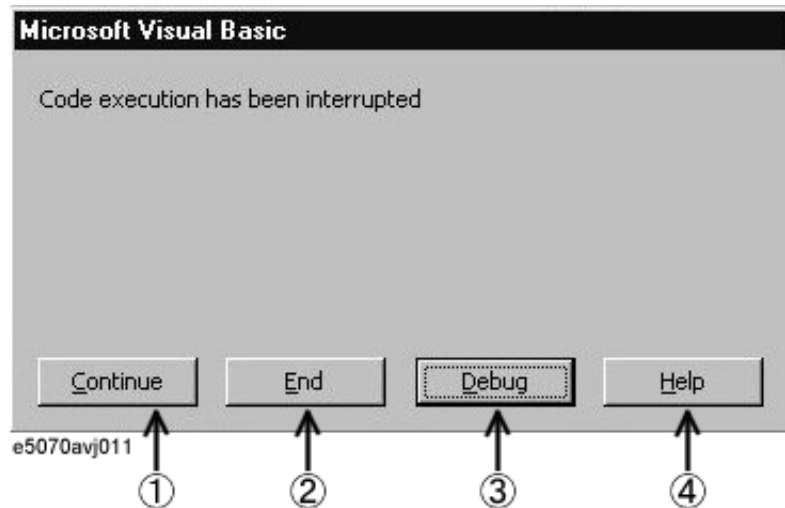 Microsoft Visual Basic
Code execution has been interrupted
Continue End Debug Help
e5070avj011
① ② ③ ④